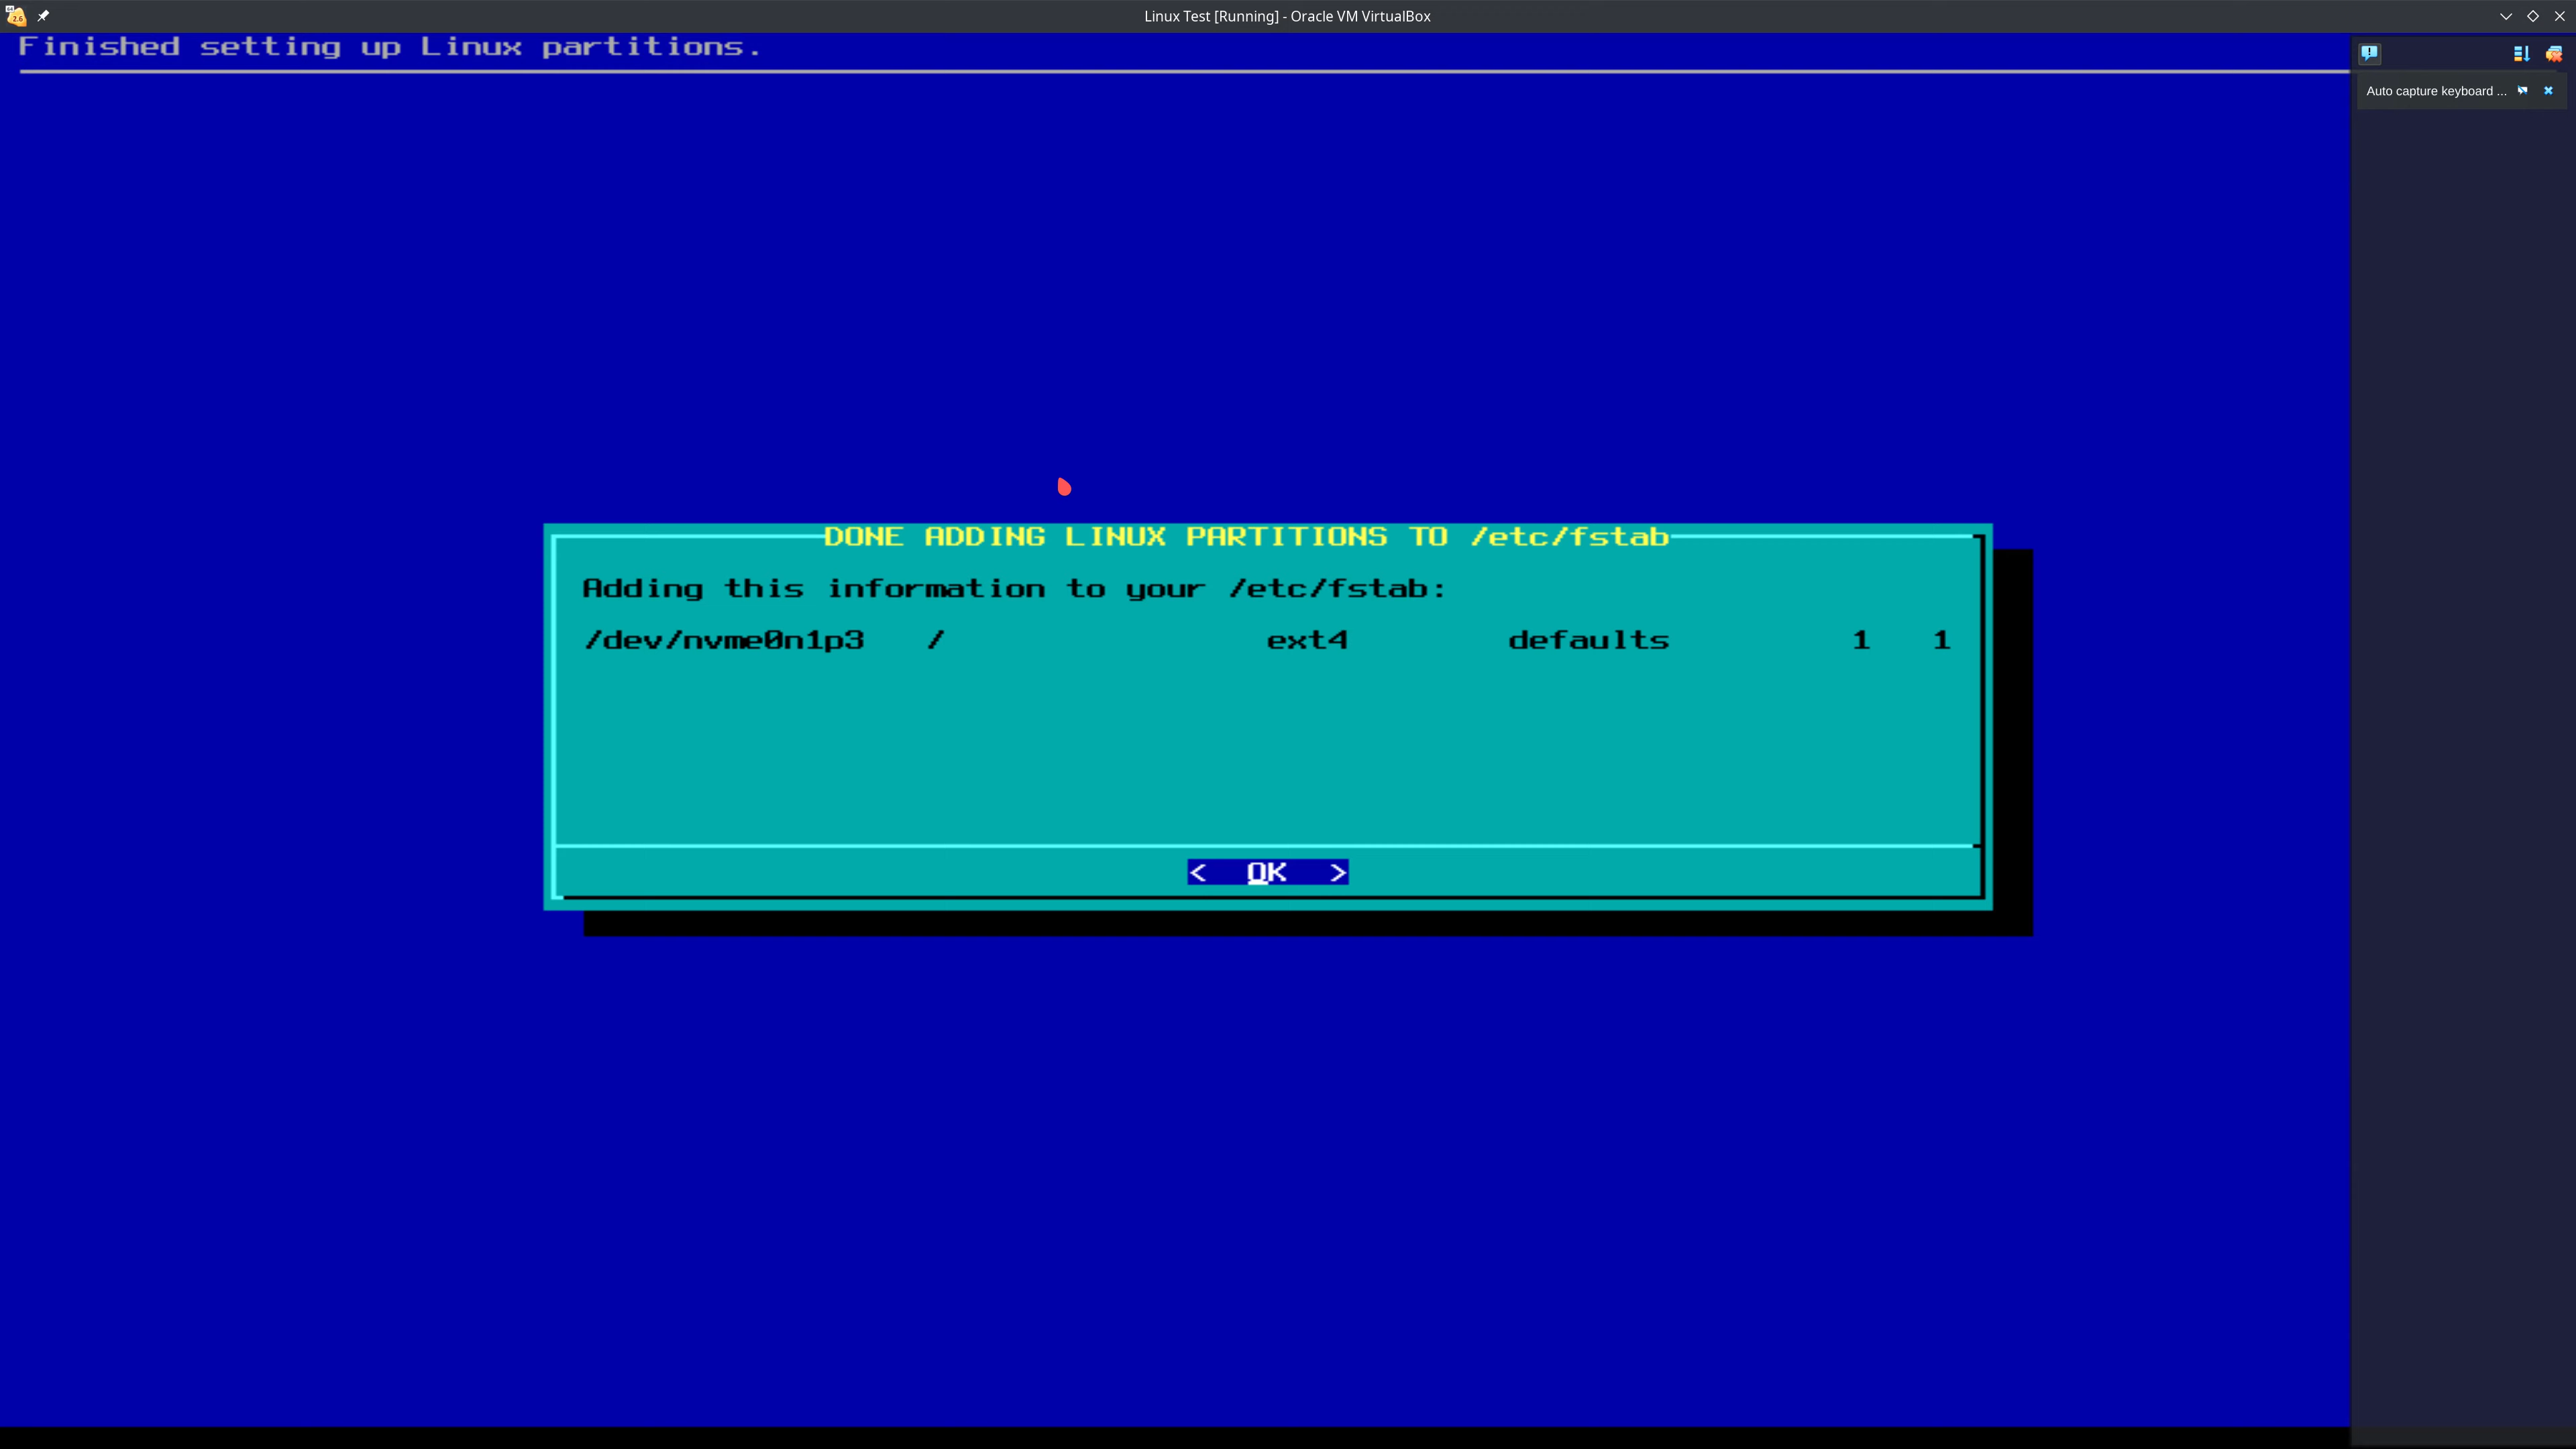 Linux Test [Running] - Oracle VM VirtualBox
Finished setting up Linux partitions.
Auto capture keyboard ...
DONE ADDING LINUX PARTITIONS TO /etc/fstab
Adding this information to your /etc/fstab:
/dev/nvme0n1p3 / ext4 defaults 1 1
< OK >